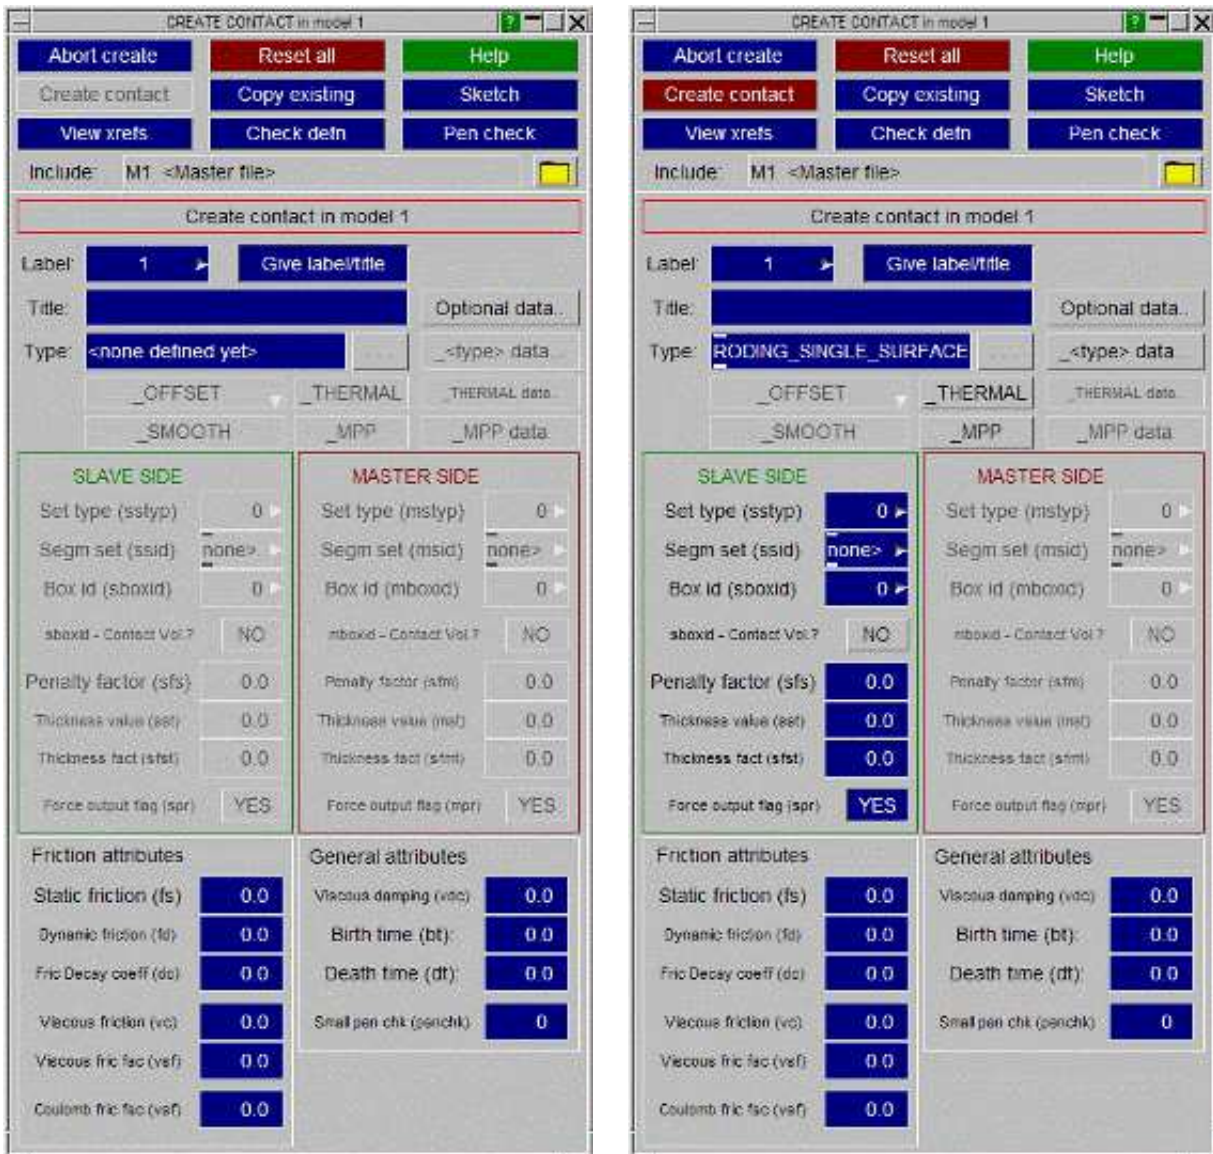 CREATE CONTACT in model 1 ?
Abort create Reset all Help
Create contact Copy existing Sketch
View xrefs Check defn Pen check
Include: M1 <Master file>
Create contact in model 1
Label: 1 Give label/title
Title: Optional data..
Type: <none defined yet> ... _<type> data
_OFFSET _THERMAL _THERMAL data..
_SMOOTH _MPP _MPP data
SLAVE SIDE
Set type (sstyp) 0
Segm set (ssid) none>
Box id (sboxid) 0
sboxid - Contact Vol.? NO
Penalty factor (sfs) 0.0
Thickness value (sst) 0.0
Thickness fact (sfst) 0.0
Force output flag (spr) YES
MASTER SIDE
Set type (mstyp) 0
Segm set (msid) none>
Box id (mboxid) 0
mboxid - Contact Vol.? NO
Penalty factor (sfm) 0.0
Thickness value (mst) 0.0
Thickness fact (sfmt) 0.0
Force output flag (mpr) YES
Friction attributes
Static friction (fs) 0.0
Dynamic friction (fd) 0.0
Fric Decay coeff (dc) 0.0
Viscous friction (vc) 0.0
Viscous fric fac (vsf) 0.0
Coulomb fric fac (vsf) 0.0
General attributes
Viscous damping (vdc) 0.0
Birth time (bt): 0.0
Death time (dt): 0.0
Small pen chk (penchk) 0
CREATE CONTACT in model 1 ?
Abort create Reset all Help
Create contact Copy existing Sketch
View xrefs Check defn Pen check
Include: M1 <Master file>
Create contact in model 1
Label: 1 Give label/title
Title: Optional data..
Type: RODING_SINGLE_SURFACE ... _<type> data
_OFFSET _THERMAL _THERMAL data..
_SMOOTH _MPP _MPP data
SLAVE SIDE
Set type (sstyp) 0
Segm set (ssid) none>
Box id (sboxid) 0
sboxid - Contact Vol.? NO
Penalty factor (sfs) 0.0
Thickness value (sst) 0.0
Thickness fact (sfst) 0.0
Force output flag (spr) YES
MASTER SIDE
Set type (mstyp) 0
Segm set (msid) none>
Box id (mboxid) 0
mboxid - Contact Vol.? NO
Penalty factor (sfm) 0.0
Thickness value (mst) 0.0
Thickness fact (sfmt) 0.0
Force output flag (mpr) YES
Friction attributes
Static friction (fs) 0.0
Dynamic friction (fd) 0.0
Fric Decay coeff (dc) 0.0
Viscous friction (vc) 0.0
Viscous fric fac (vsf) 0.0
Coulomb fric fac (vsf) 0.0
General attributes
Viscous damping (vdc) 0.0
Birth time (bt): 0.0
Death time (dt): 0.0
Small pen chk (penchk) 0